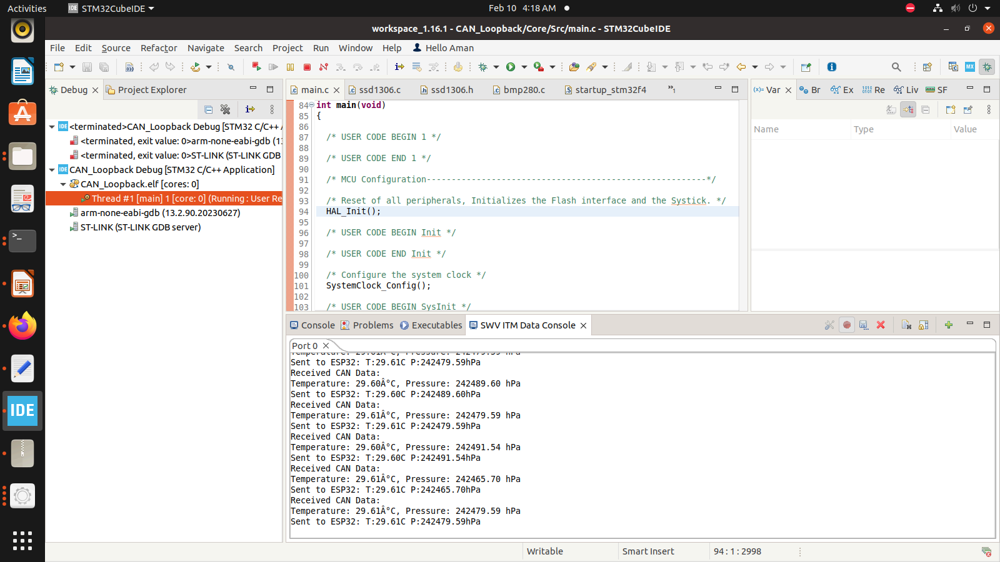 Activities
STM32CubeIDE
Feb 10 4:18 AM
workspace_1.16.1 - CAN_Loopback/Core/Src/main.c - STM32CubeIDE
File Edit Source Refactor Navigate Search Project Run Window Help Hello Aman
Debug Project Explorer
<terminated>CAN_Loopback Debug [STM32 C/C++ A
<terminated, exit value: 0>arm-none-eabi-gdb (13
<terminated, exit value: 0>ST-LINK (ST-LINK GDB
CAN_Loopback Debug [STM32 C/C++ Application]
CAN_Loopback.elf [cores: 0]
Thread #1 [main] 1 [core: 0] (Running : User Re
arm-none-eabi-gdb (13.2.90.20230627)
ST-LINK (ST-LINK GDB server)
main.c ssd1306.c ssd1306.h bmp280.c startup_stm32f4 »1
84 int main(void)
85 {
86
87 /* USER CODE BEGIN 1 */
88
89 /* USER CODE END 1 */
90
91 /* MCU Configuration--------------------------------------------------------*/
92
93 /* Reset of all peripherals, Initializes the Flash interface and the Systick. */
94 HAL_Init();
95
96 /* USER CODE BEGIN Init */
97
98 /* USER CODE END Init */
99
100 /* Configure the system clock */
101 SystemClock_Config();
102
103 /* USER CODE BEGIN SysInit */
(x)= Var Br Ex Re Liv SF
Name Type Value
Console Problems Executables SWV ITM Data Console
Port 0
Temperature: 29.61Â°C, Pressure: 242479.59 hPa
Sent to ESP32: T:29.61C P:242479.59hPa
Received CAN Data:
Temperature: 29.60Â°C, Pressure: 242489.60 hPa
Sent to ESP32: T:29.60C P:242489.60hPa
Received CAN Data:
Temperature: 29.61Â°C, Pressure: 242479.59 hPa
Sent to ESP32: T:29.61C P:242479.59hPa
Received CAN Data:
Temperature: 29.60Â°C, Pressure: 242491.54 hPa
Sent to ESP32: T:29.60C P:242491.54hPa
Received CAN Data:
Temperature: 29.61Â°C, Pressure: 242465.70 hPa
Sent to ESP32: T:29.61C P:242465.70hPa
Received CAN Data:
Temperature: 29.61Â°C, Pressure: 242479.59 hPa
Sent to ESP32: T:29.61C P:242479.59hPa
Writable Smart Insert 94 : 1 : 2998
IDE
MX